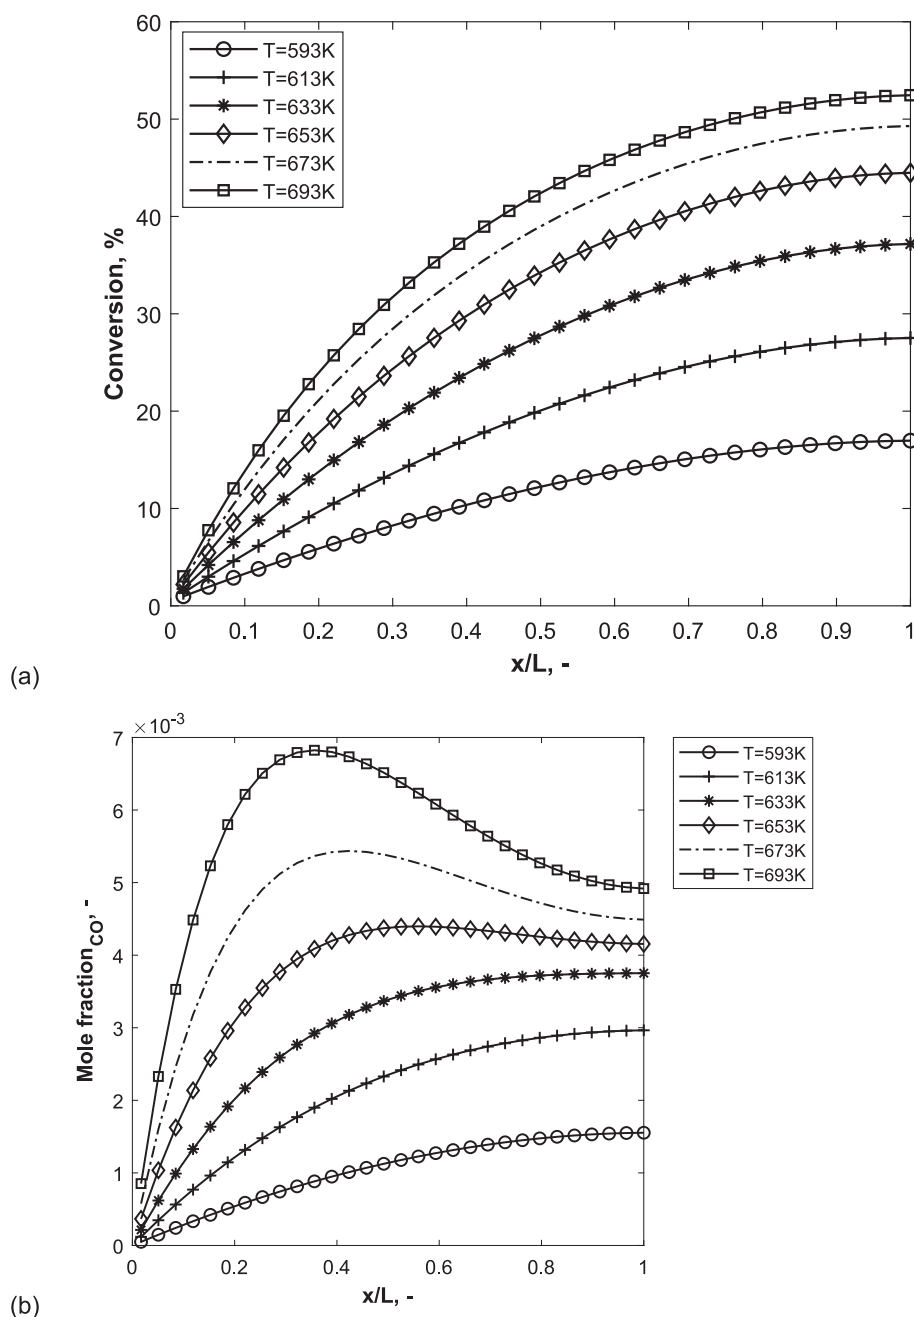 60
50
40
30
20
10
0
Conversion, %
T=593K
T=613K
T=633K
T=653K
T=673K
T=693K
0 0.1 0.2 0.3 0.4 0.5 0.6 0.7 0.8 0.9 1
x/L, -
(a)
×10-3
7
6
5
4
3
2
1
0
Mole fractionCO, -
T=593K
T=613K
T=633K
T=653K
T=673K
T=693K
0 0.2 0.4 0.6 0.8 1
x/L, -
(b)